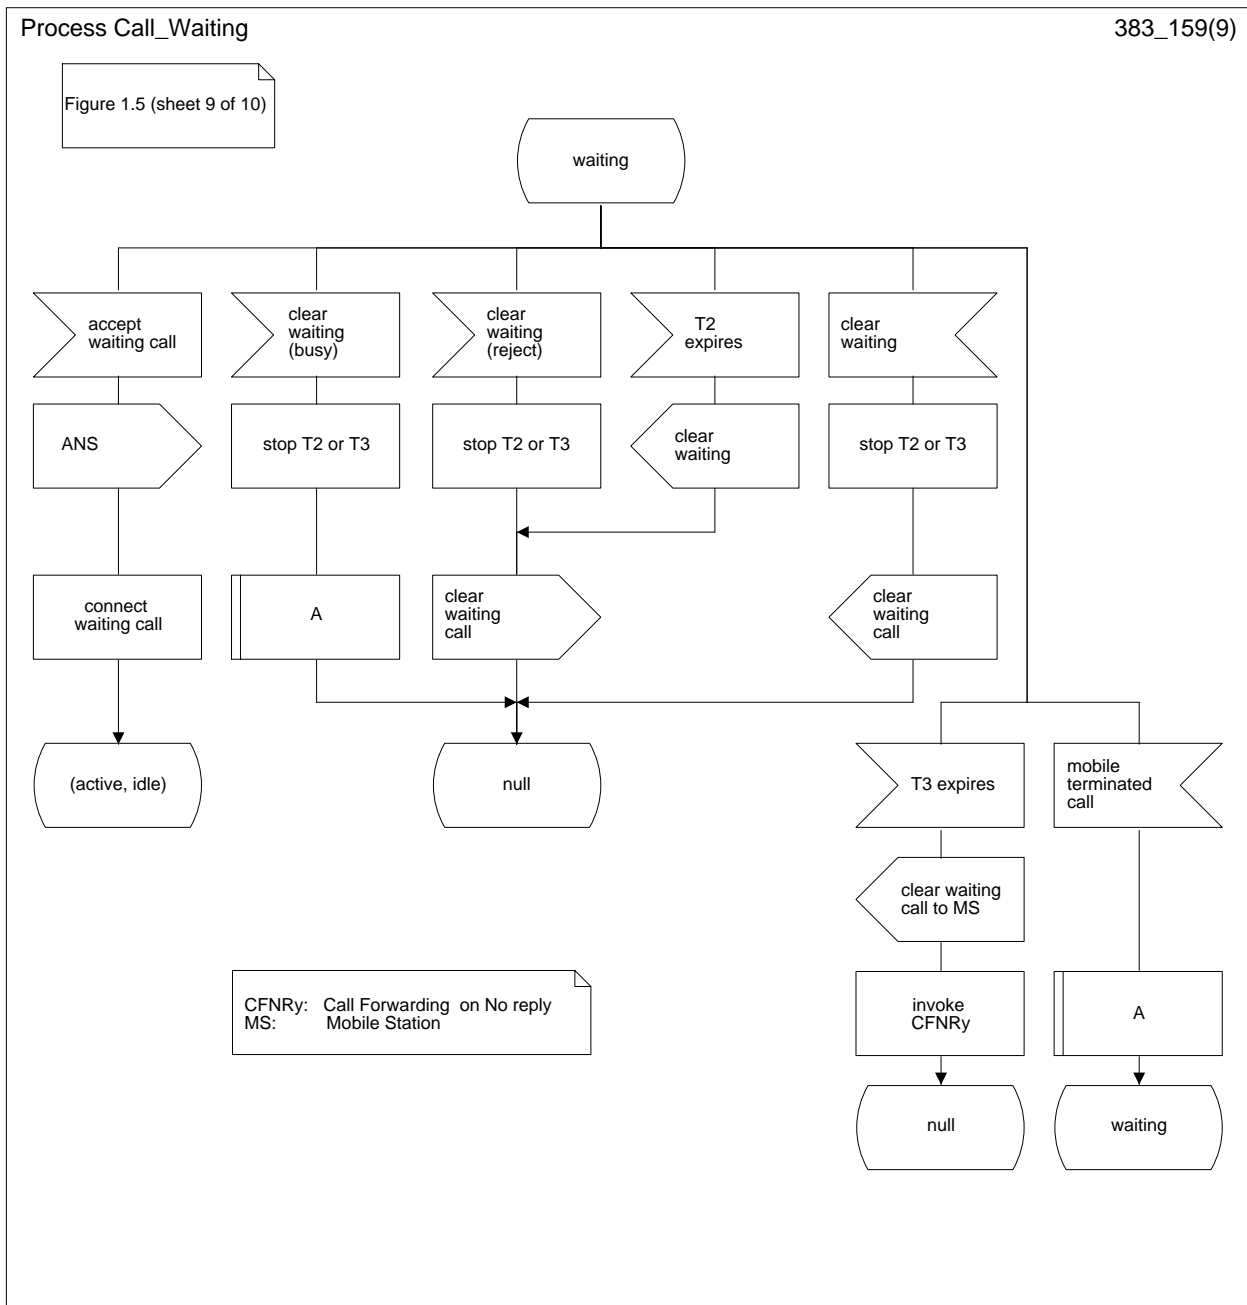 Process Call_Waiting
383_159(9)
Figure 1.5 (sheet 9 of 10)
waiting
accept
waiting call
clear
waiting
(busy)
clear
waiting
(reject)
T2
expires
clear
waiting
ANS
stop T2 or T3
stop T2 or T3
clear
waiting
stop T2 or T3
connect
waiting call
A
clear
waiting
call
clear
waiting
call
(active, idle)
null
T3 expires
mobile
terminated
call
clear waiting
call to MS
CFNRy: Call Forwarding on No reply
MS: Mobile Station
invoke
CFNRy
A
null
waiting